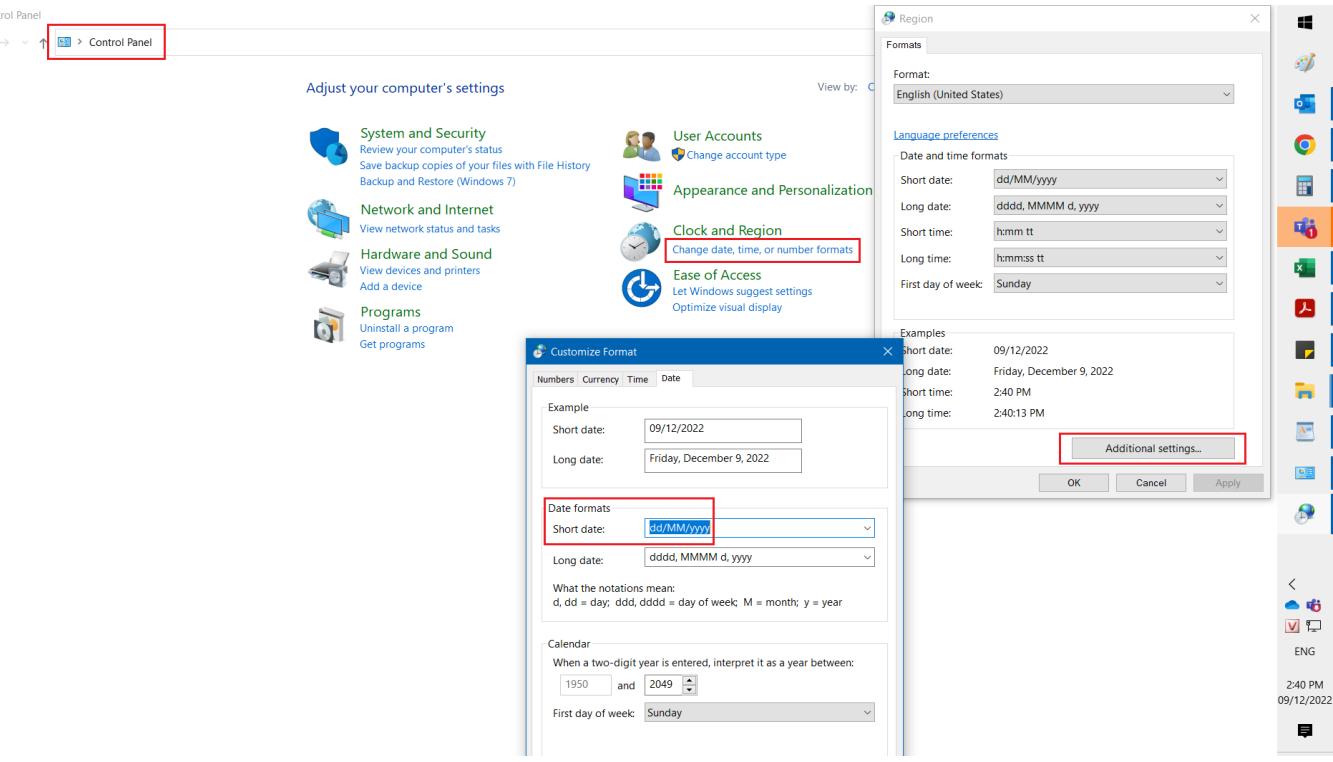 rol Panel
Control Panel
Adjust your computer's settings
View by: C
System and Security
Review your computer's status
Save backup copies of your files with File History
Backup and Restore (Windows 7)
Network and Internet
View network status and tasks
Hardware and Sound
View devices and printers
Add a device
Programs
Uninstall a program
Get programs
User Accounts
Change account type
Appearance and Personalization
Clock and Region
Change date, time, or number formats
Ease of Access
Let Windows suggest settings
Optimize visual display
Region
Formats
Format:
English (United States)
Language preferences
Date and time formats
Short date: dd/MM/yyyy
Long date: dddd, MMMM d, yyyy
Short time: h:mm tt
Long time: h:mm:ss tt
First day of week: Sunday
Examples
Short date: 09/12/2022
Long date: Friday, December 9, 2022
Short time: 2:40 PM
Long time: 2:40:13 PM
Additional settings...
OK Cancel Apply
Customize Format
Numbers Currency Time Date
Example
Short date: 09/12/2022
Long date: Friday, December 9, 2022
Date formats
Short date: dd/MM/yyyy
Long date: dddd, MMMM d, yyyy
What the notations mean:
d, dd = day; ddd, dddd = day of week; M = month; y = year
Calendar
When a two-digit year is entered, interpret it as a year between:
1950 and 2049
First day of week: Sunday
1
ENG
2:40 PM
09/12/2022